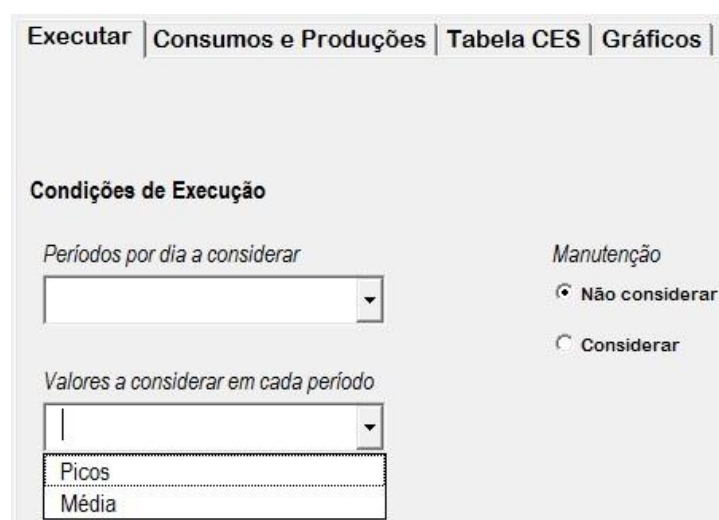 Executar Consumos e Produções Tabela CES Gráficos
Condições de Execução
Períodos por dia a considerar
Manutenção
Não considerar
Considerar
Valores a considerar em cada período
Picos
Média